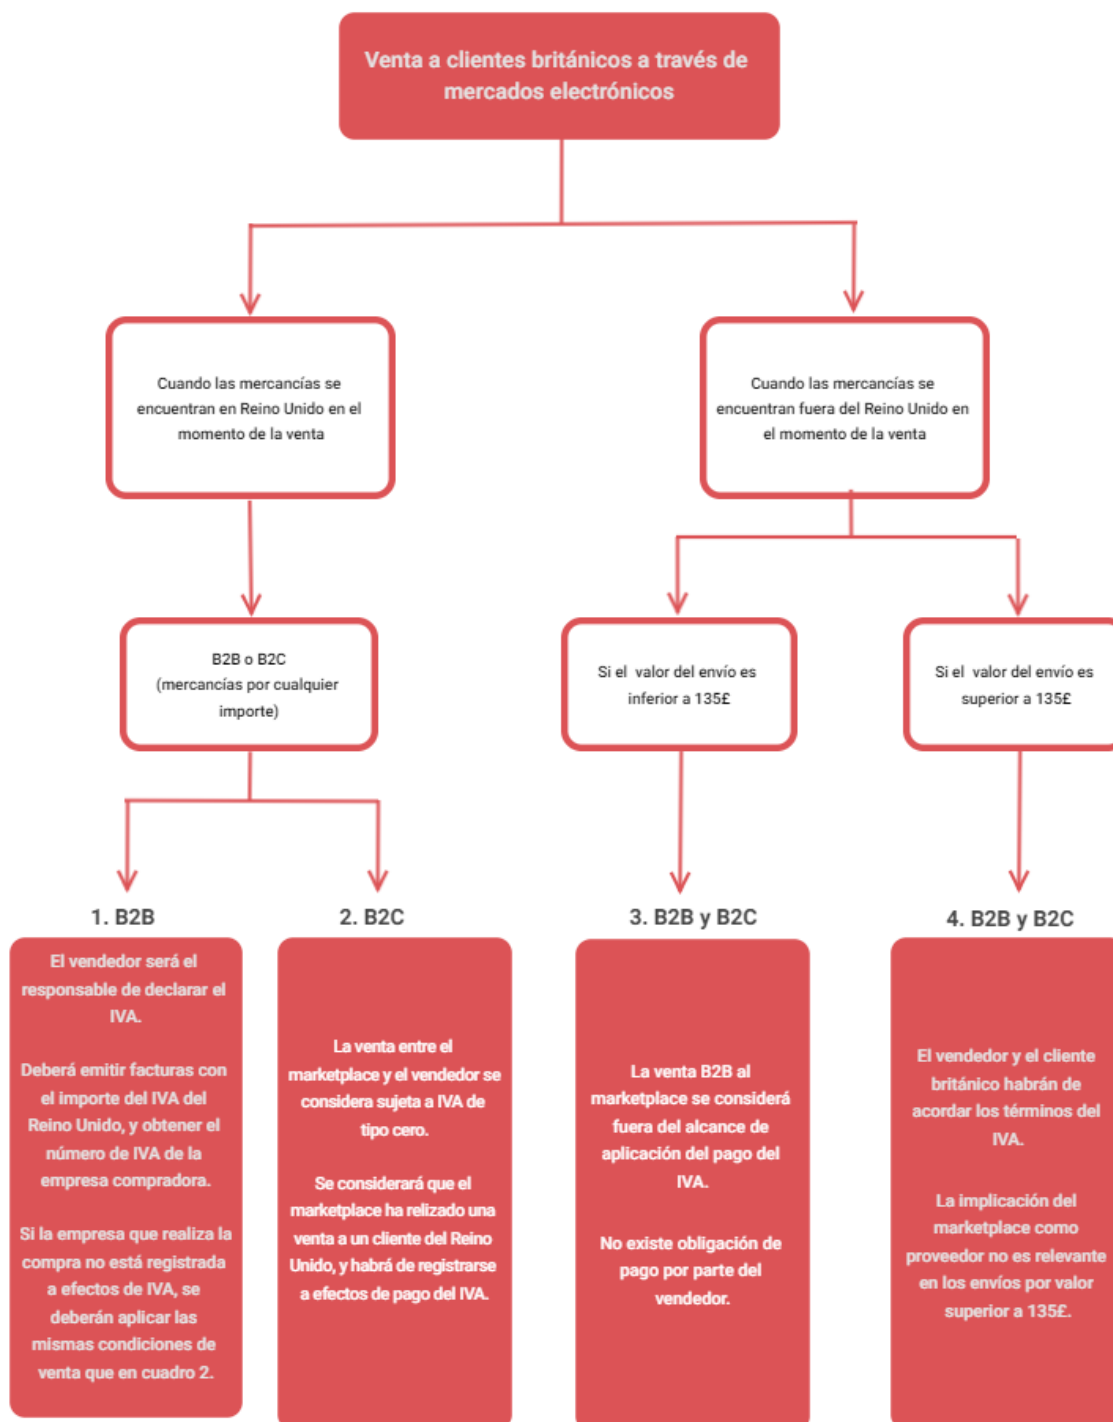 Venta a clientes británicos a través de
mercados electrónicos
Cuando las mercancías se
encuentran en Reino Unido en el
momento de la venta
Cuando las mercancías se
encuentran fuera del Reino Unido en
el momento de la venta
B2B o B2C
(mercancías por cualquier
importe)
Si el valor del envío es
inferior a 135£
Si el valor del envío es
superior a 135£
1. B2B
El vendedor será el
responsable de declarar el
IVA.
Deberá emitir facturas con
el importe del IVA del
Reino Unido, y obtener el
número de IVA de la
empresa compradora.
Si la empresa que realiza la
compra no está registrada
a efectos de IVA, se
deberán aplicar las
mismas condiciones de
venta que en cuadro 2.
2. B2C
La venta entre el
marketplace y el vendedor se
considera sujeta a IVA de
tipo cero.
Se considerará que el
marketplace ha relizado una
venta a un cliente del Reino
Unido, y habrá de registrarse
a efectos de pago del IVA.
3. B2B y B2C
La venta B2B al
marketplace se considerá
fuera del alcance de
aplicación del pago del
IVA.
No existe obligación de
pago por parte del
vendedor.
4. B2B y B2C
El vendedor y el cliente
británico habrán de
acordar los términos del
IVA.
La implicación del
marketplace como
proveedor no es relevante
en los envíos por valor
superior a 135£.